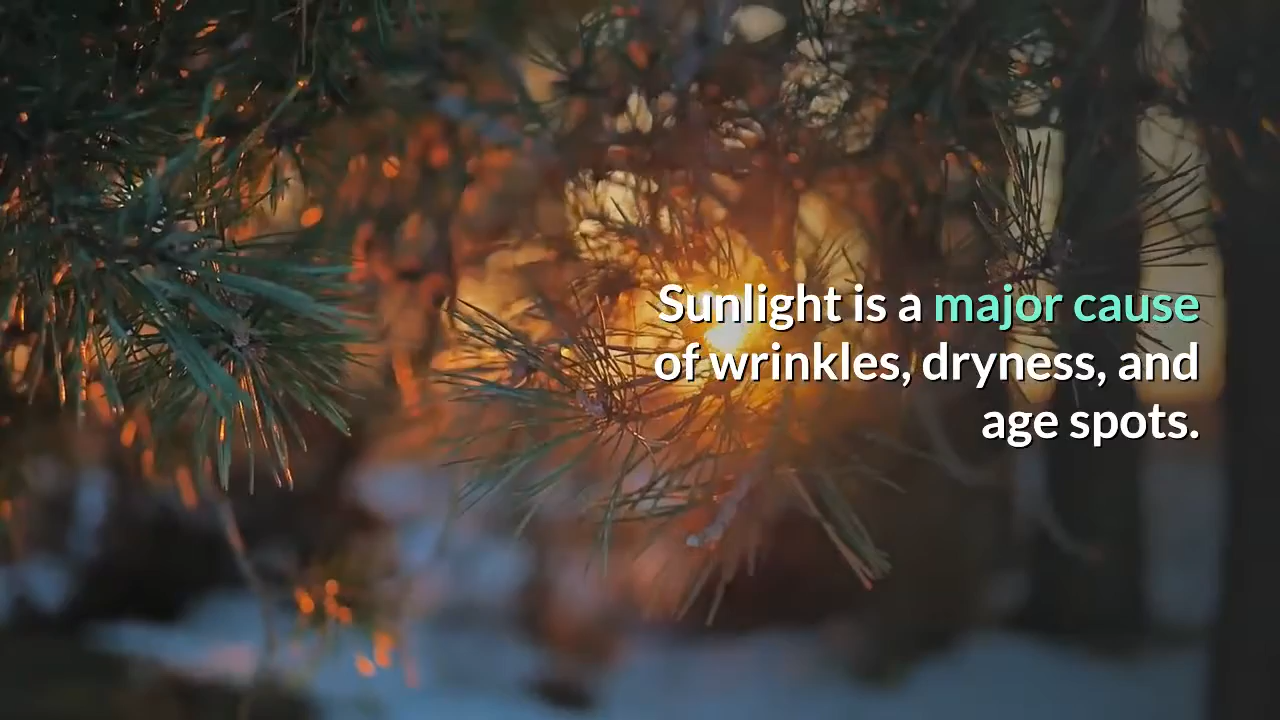 Sunlight is a major cause
of wrinkles, dryness, and
age spots.